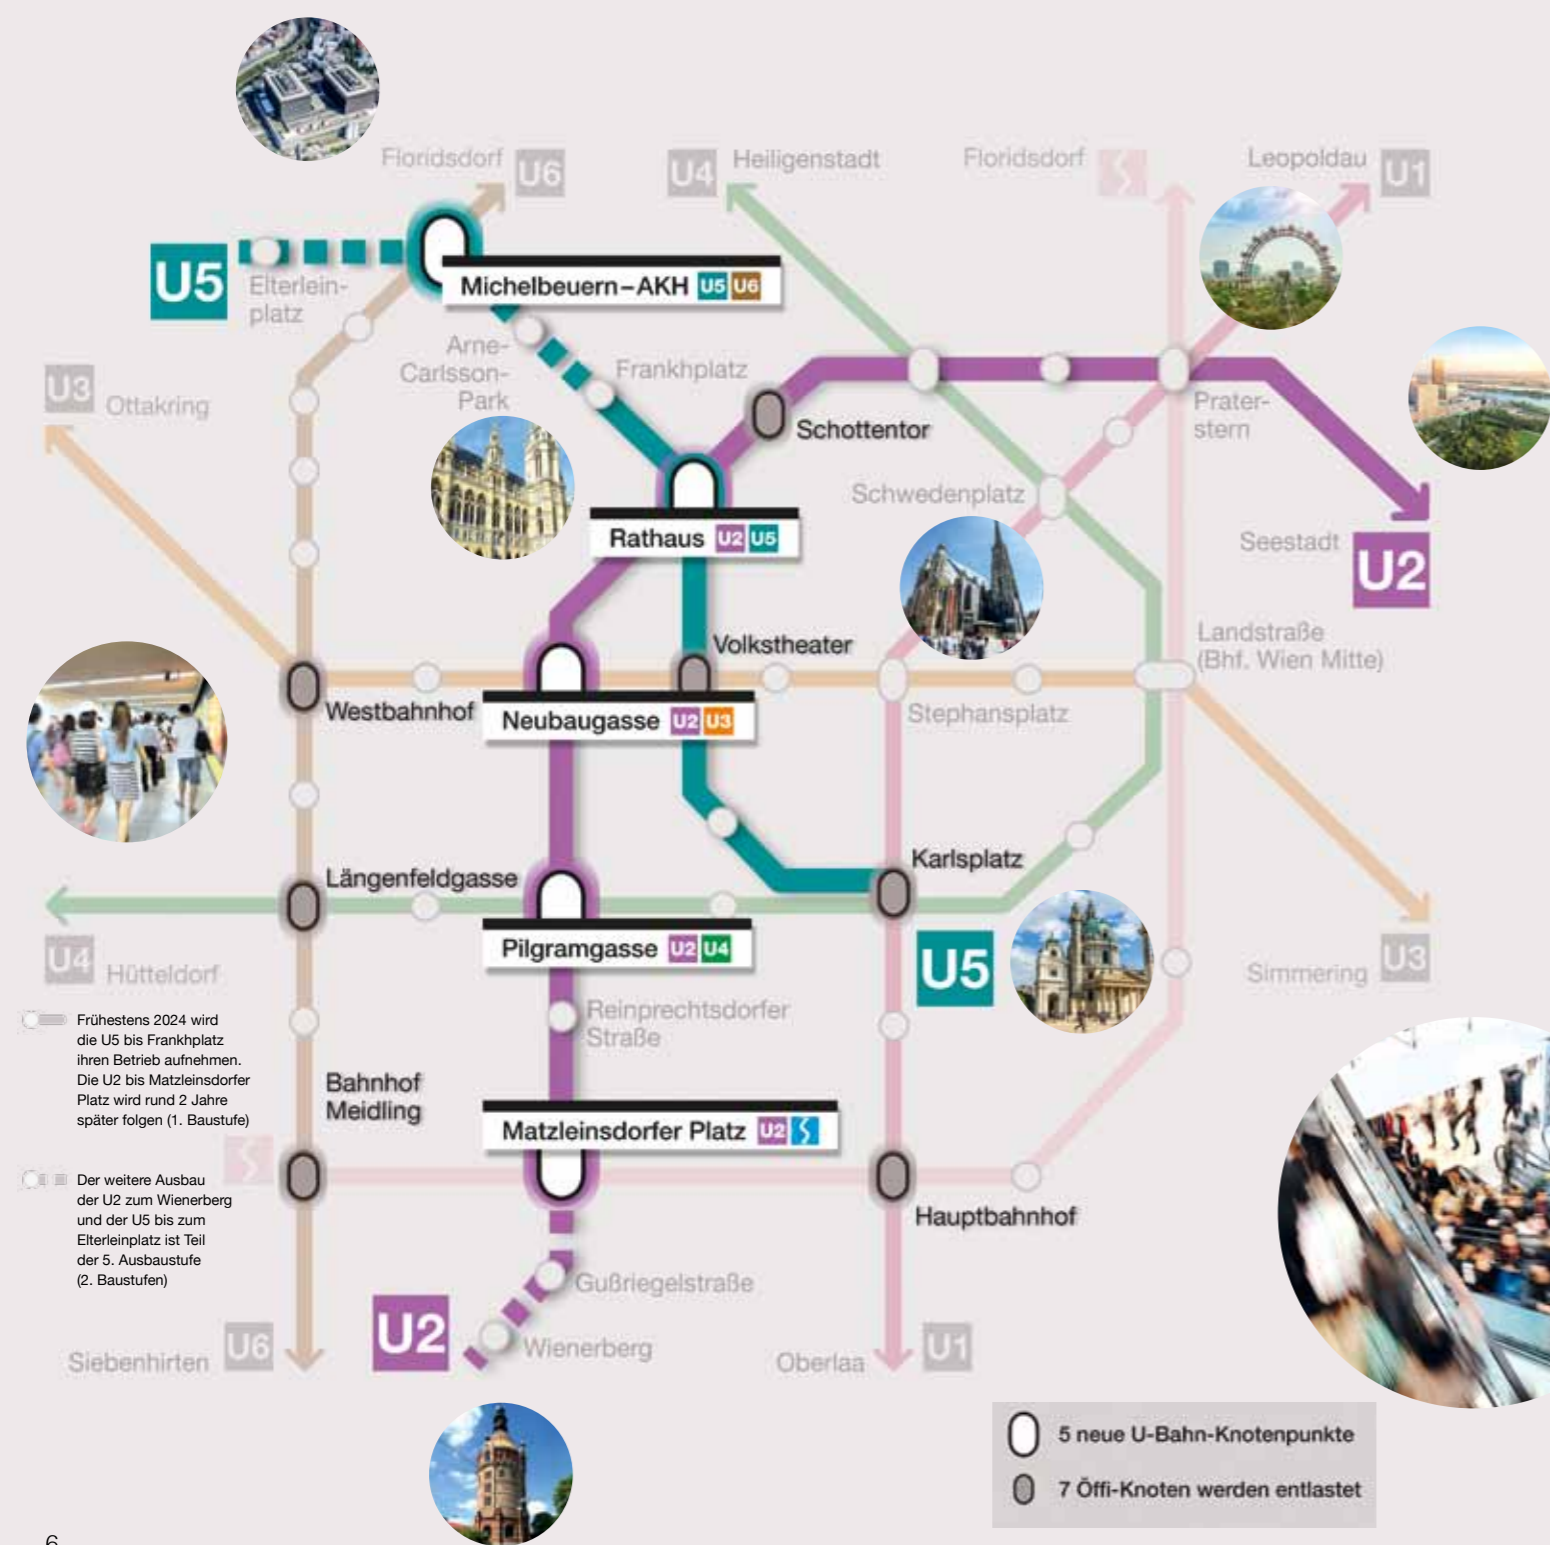 Floridsdorf U6
U4 Heiligenstadt
Floridsdorf
Leopoldau U1
U5
Elterlein-
platz
Michelbeuern–AKH U5 U6
Arne-
Carlsson-
Park
Frankhplatz
U3 Ottakring
Schottentor
Prater-
stern
Schwedenplatz
Rathaus U2 U5
Seestadt
U2
Volkstheater
Landstraße
(Bhf. Wien Mitte)
Westbahnhof
Neubaugasse U2 U3
Stephansplatz
Längenfeldgasse
Karlsplatz
U4 Hütteldorf
Pilgramgasse U2 U4
U5
Simmering U3
Reinprechtsdorfer
Straße
Frühestens 2024 wird
die U5 bis Frankhplatz
ihren Betrieb aufnehmen.
Die U2 bis Matzleinsdorfer
Platz wird rund 2 Jahre
später folgen (1. Baustufe)
Bahnhof
Meidling
Matzleinsdorfer Platz U2
Der weitere Ausbau
der U2 zum Wienerberg
und der U5 bis zum
Elterleinplatz ist Teil
der 5. Ausbaustufe
(2. Baustufen)
Hauptbahnhof
Gußriegelstraße
U2
Wienerberg
Siebenhirten U6
Oberlaa U1
5 neue U-Bahn-Knotenpunkte
7 Öffi-Knoten werden entlastet
6